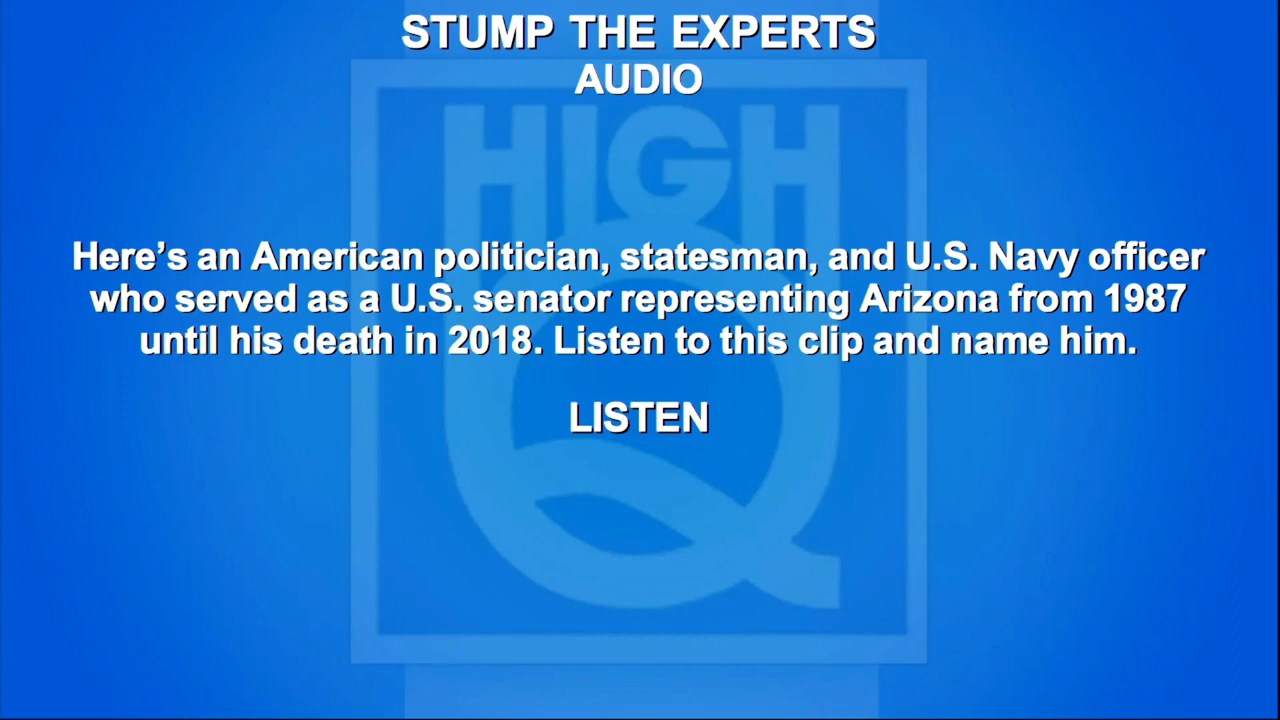 STUMP THE EXPERTS
AUDIO
HIGH
Q
Here’s an American politician, statesman, and U.S. Navy officer
who served as a U.S. senator representing Arizona from 1987
until his death in 2018. Listen to this clip and name him.
LISTEN